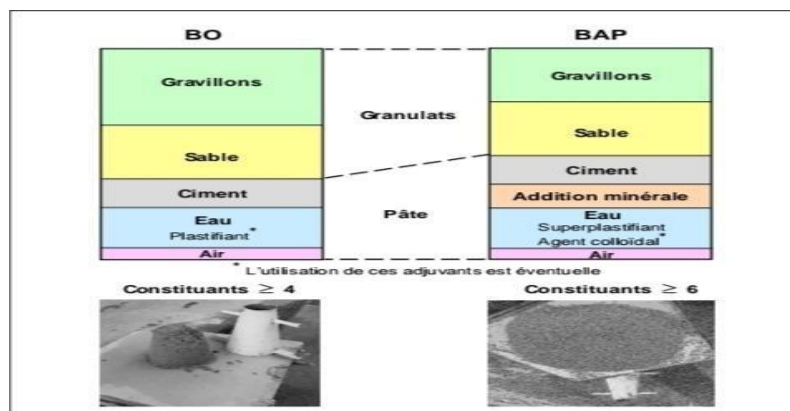 BO
BAP
Gravillons
Gravillons
Granulats
Sable
Sable
Ciment
Ciment
Addition minérale
Pâte
Eau
Plastifiant*
Eau
Superplastifiant
Agent colloïdal*
Air
Air
* L'utilisation de ces adjuvants est éventuelle
Constituants ≥ 4
Constituants ≥ 6